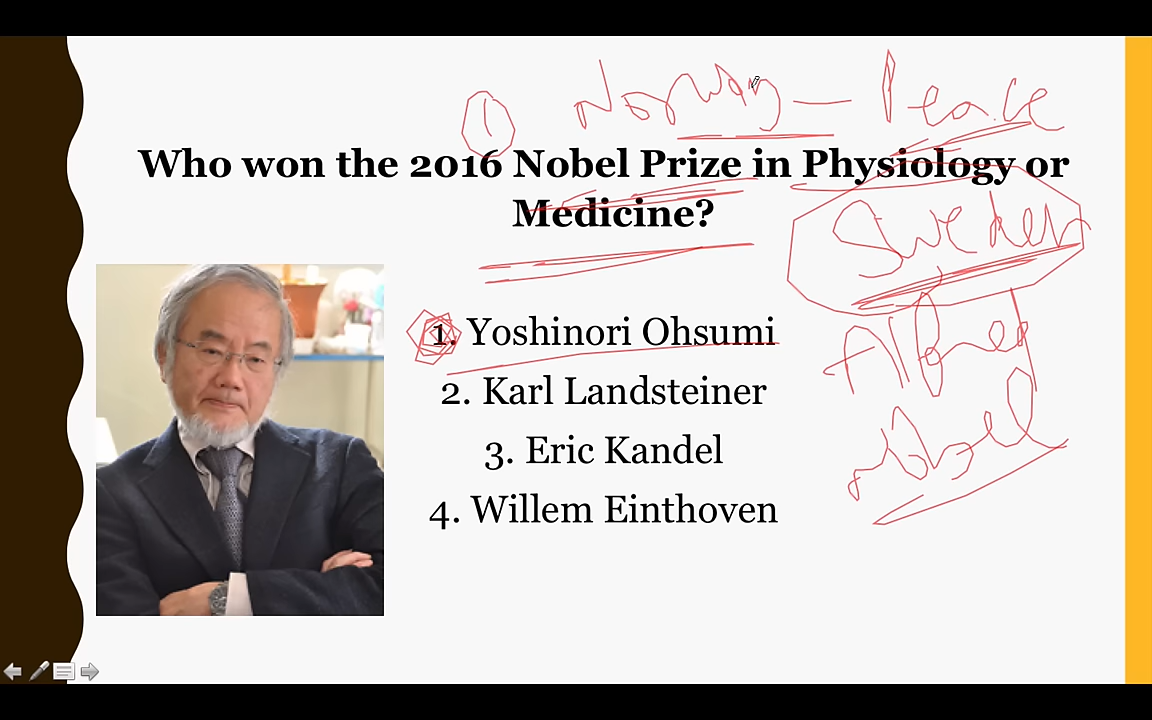 ① Norway - Peace
Who won the 2016 Nobel Prize in Physiology or
Medicine?
Sweden
1. Yoshinori Ohsumi
Alfred
2. Karl Landsteiner
Nobel
3. Eric Kandel
4. Willem Einthoven